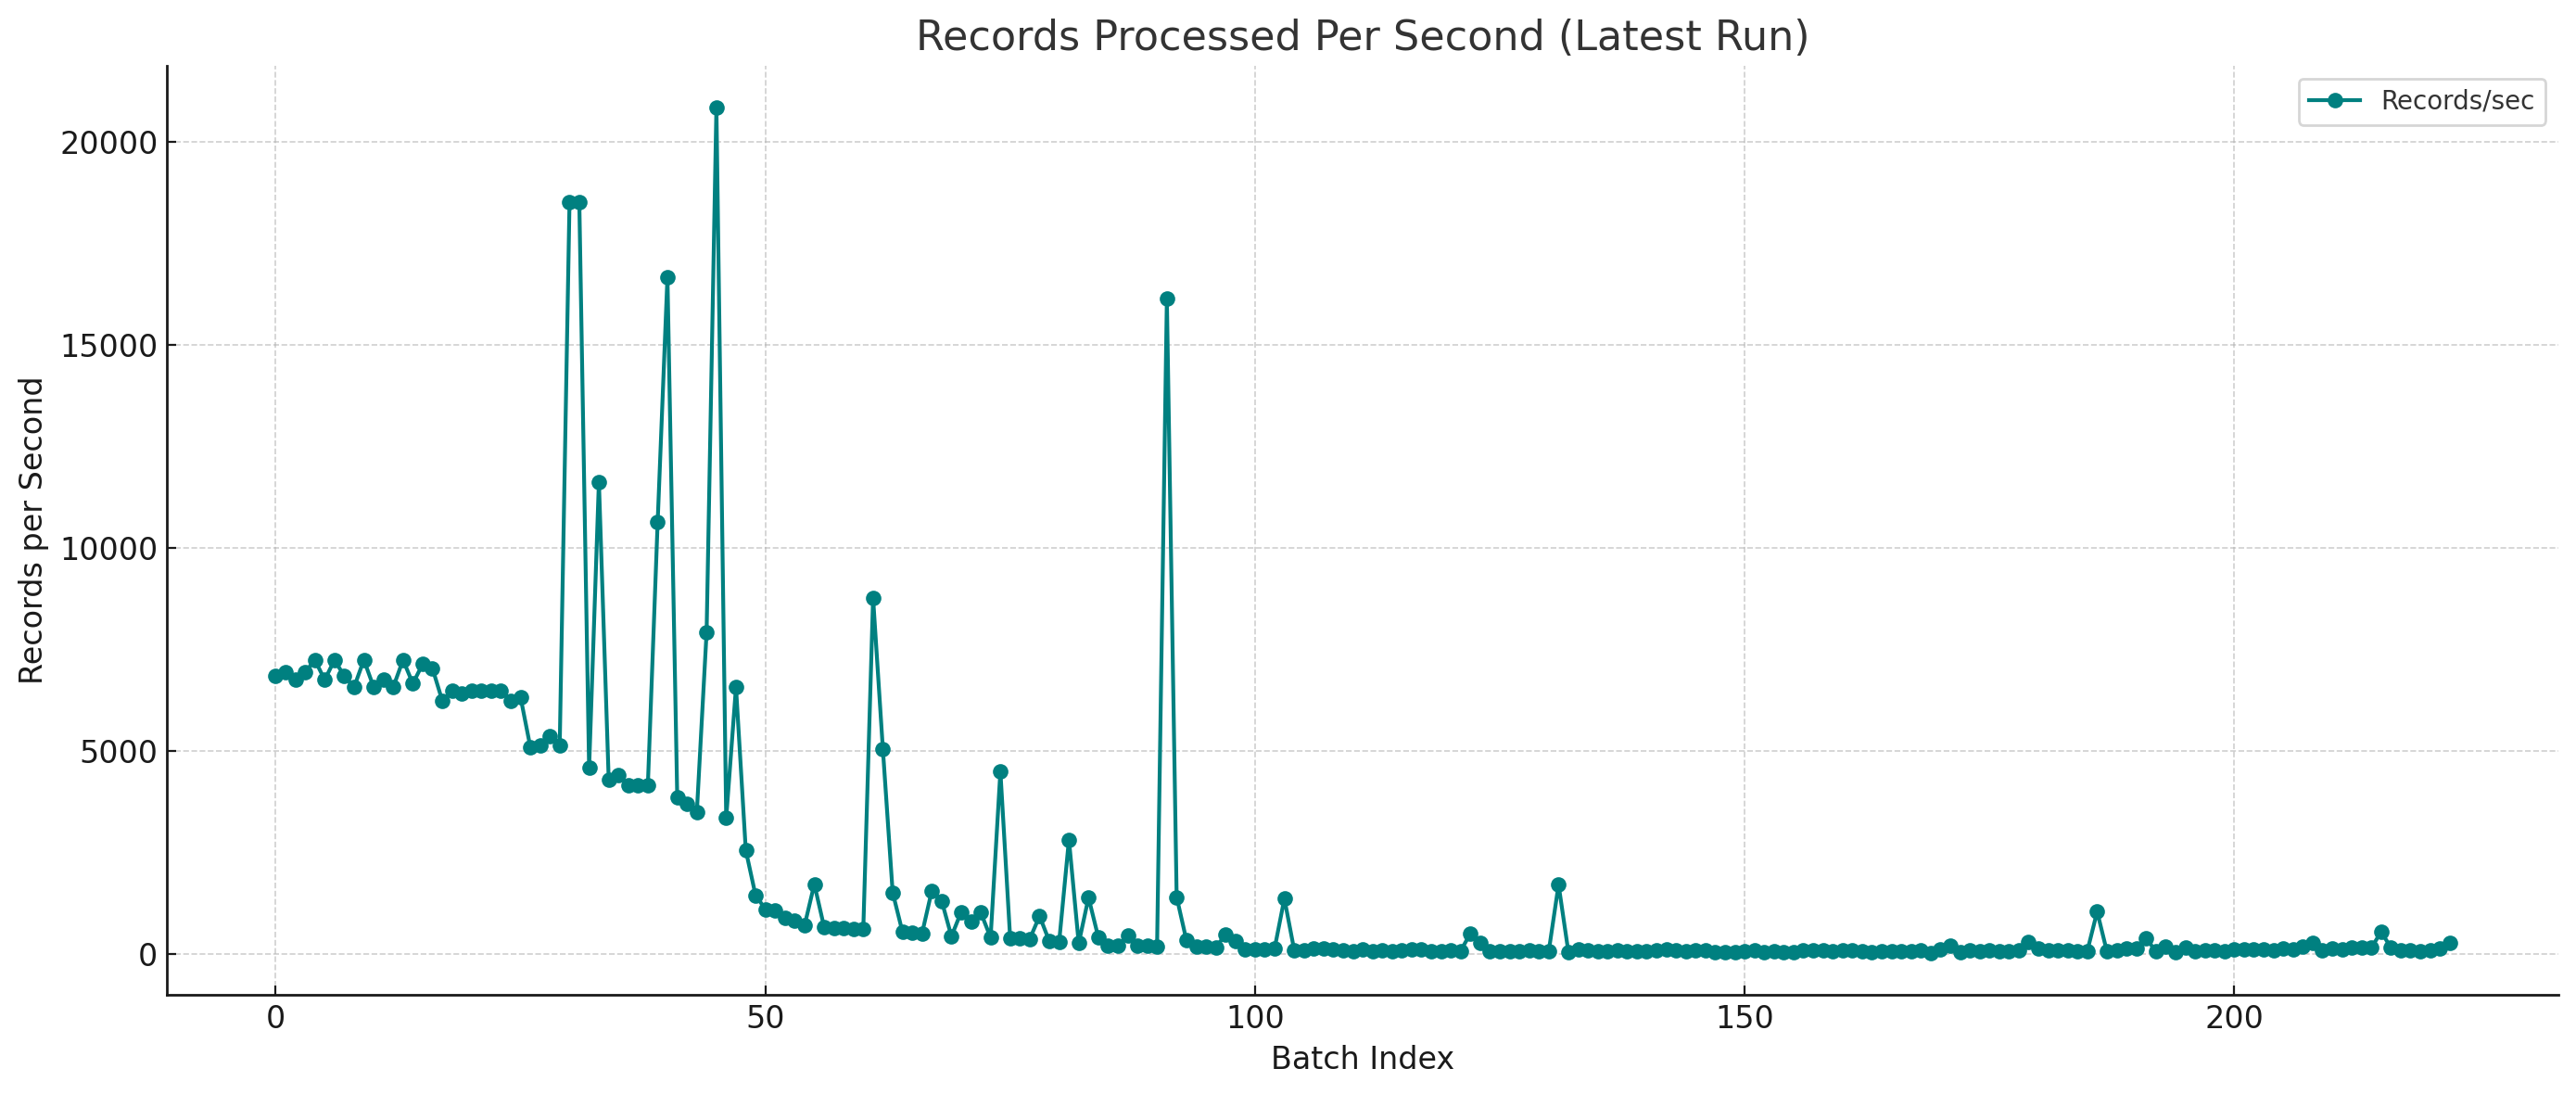 Records Processed Per Second (Latest Run)
Records/sec
Records per Second
20000
15000
10000
5000
0
0
50
100
150
200
Batch Index